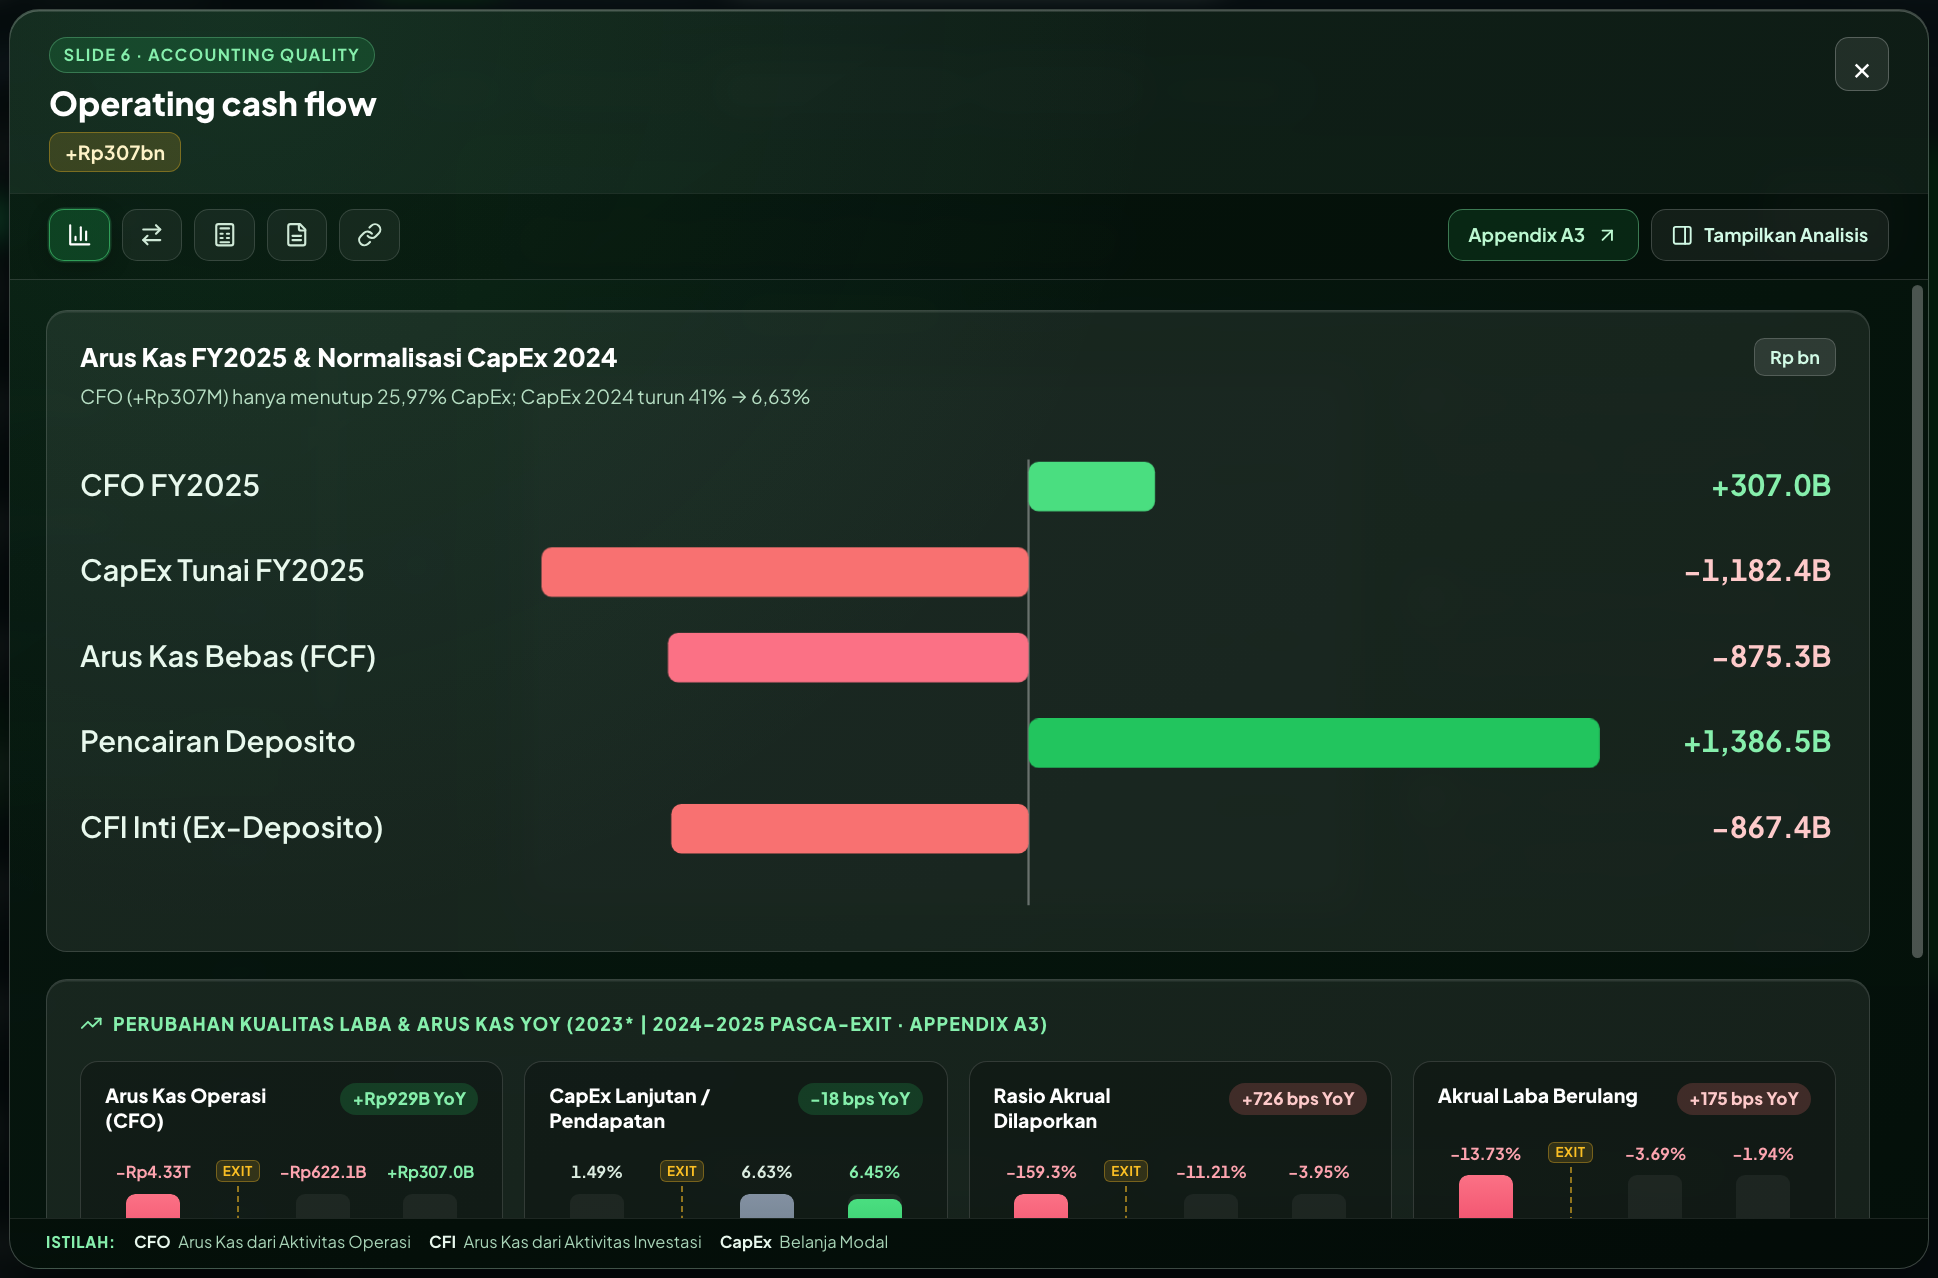 SLIDE 6 · ACCOUNTING QUALITY
Operating cash flow
+Rp307bn
Appendix A3
Tampilkan Analisis
Arus Kas FY2025 & Normalisasi CapEx 2024
Rp bn
CFO (+Rp307M) hanya menutup 25,97% CapEx; CapEx 2024 turun 41% → 6,63%
CFO FY2025 +307.0B
CapEx Tunai FY2025 −1,182.4B
Arus Kas Bebas (FCF) −875.3B
Pencairan Deposito +1,386.5B
CFI Inti (Ex-Deposito) −867.4B
PERUBAHAN KUALITAS LABA & ARUS KAS YOY (2023* | 2024–2025 PASCA-EXIT · APPENDIX A3)
Arus Kas Operasi
(CFO)
+Rp929B YoY
−Rp4.33T EXIT −Rp622.1B +Rp307.0B
CapEx Lanjutan /
Pendapatan
−18 bps YoY
1.49% EXIT 6.63% 6.45%
Rasio Akrual
Dilaporkan
+726 bps YoY
−159.3% EXIT −11.21% −3.95%
Akrual Laba Berulang
+175 bps YoY
−13.73% EXIT −3.69% −1.94%
ISTILAH: CFO Arus Kas dari Aktivitas Operasi CFI Arus Kas dari Aktivitas Investasi CapEx Belanja Modal